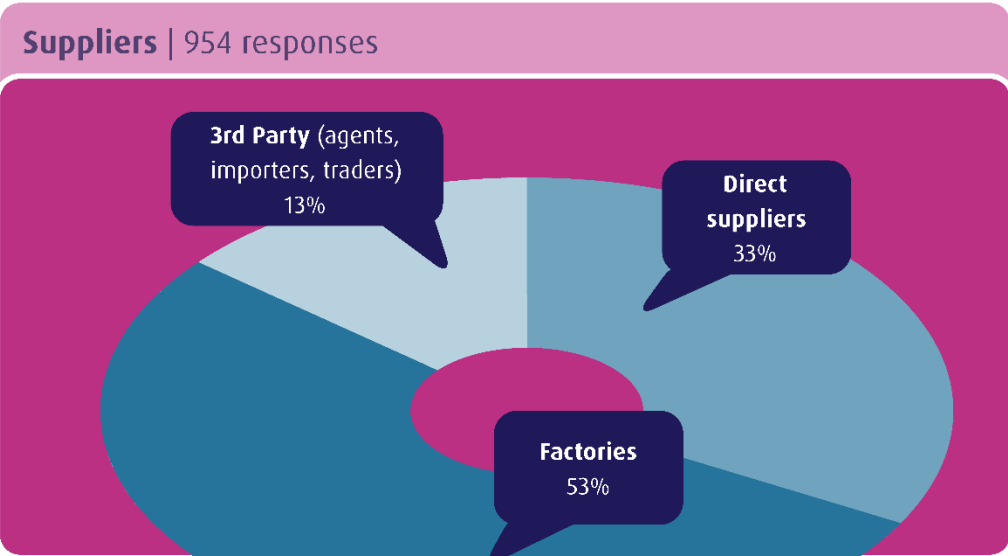 Suppliers | 954 responses
3rd Party (agents,
importers, traders)
13%
Direct
suppliers
33%
Factories
53%